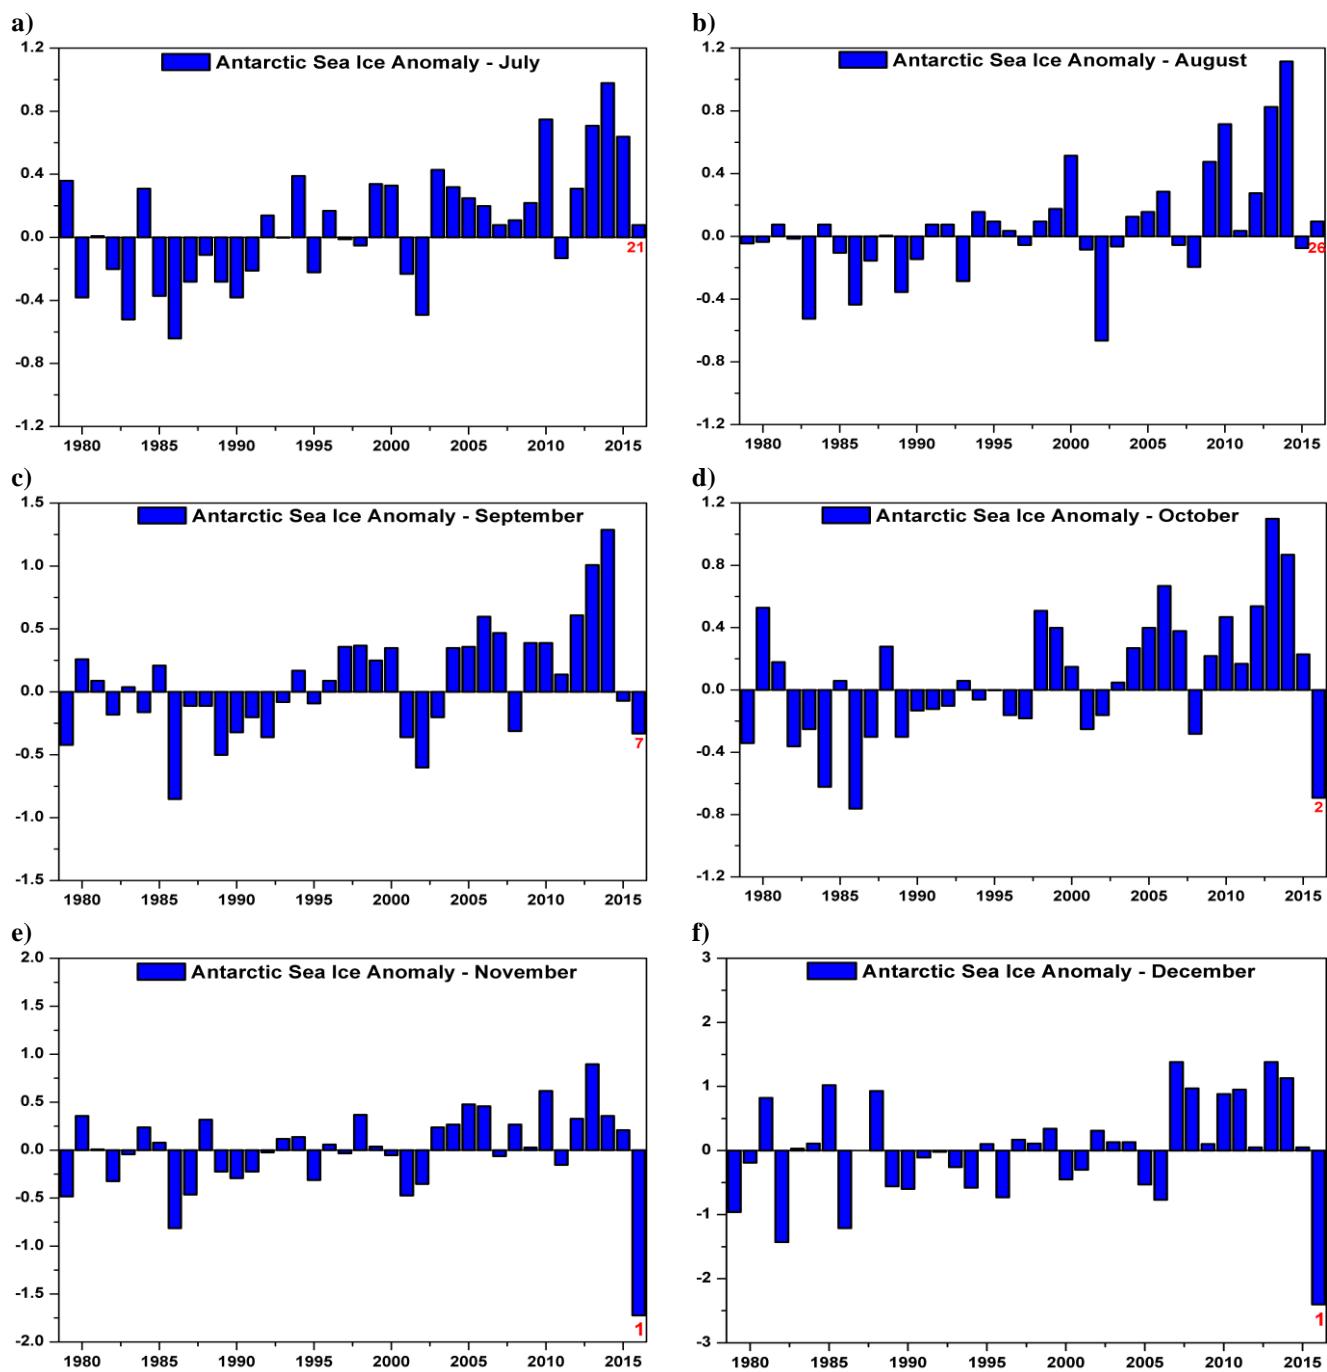 a)
Antarctic Sea Ice Anomaly - July
1.2
0.8
0.4
0.0
-0.4
-0.8
-1.2
21
1980 1985 1990 1995 2000 2005 2010 2015
b)
Antarctic Sea Ice Anomaly - August
1.2
0.8
0.4
0.0
-0.4
-0.8
-1.2
26
1980 1985 1990 1995 2000 2005 2010 2015
c)
Antarctic Sea Ice Anomaly - September
1.5
1.0
0.5
0.0
-0.5
-1.0
-1.5
7
1980 1985 1990 1995 2000 2005 2010 2015
d)
Antarctic Sea Ice Anomaly - October
1.2
0.8
0.4
0.0
-0.4
-0.8
-1.2
2
1980 1985 1990 1995 2000 2005 2010 2015
e)
Antarctic Sea Ice Anomaly - November
2.0
1.5
1.0
0.5
0.0
-0.5
-1.0
-1.5
-2.0
1
1980 1985 1990 1995 2000 2005 2010 2015
f)
Antarctic Sea Ice Anomaly - December
3
2
1
0
-1
-2
-3
1
1980 1985 1990 1995 2000 2005 2010 2015